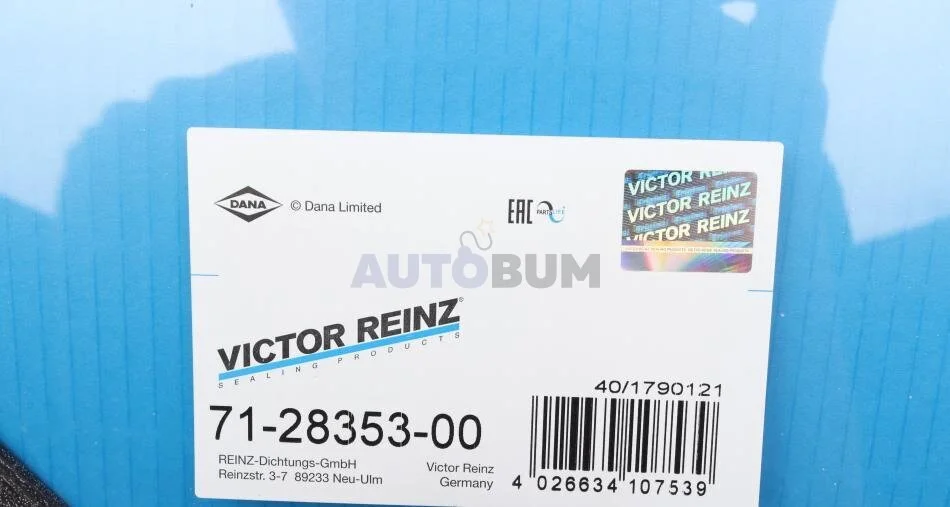 DANA
© Dana Limited
EAC
PARTSLIFE
VICTOR REINZ
VICTOR REINZ
VICTOR REINZ
AUTOBUM
VICTOR REINZ®
SEALING PRODUCTS
71-28353-00
REINZ-Dichtungs-GmbH
Reinzstr. 3-7 89233 Neu-Ulm
Victor Reinz
Germany
40/1790121
4 026634 107539